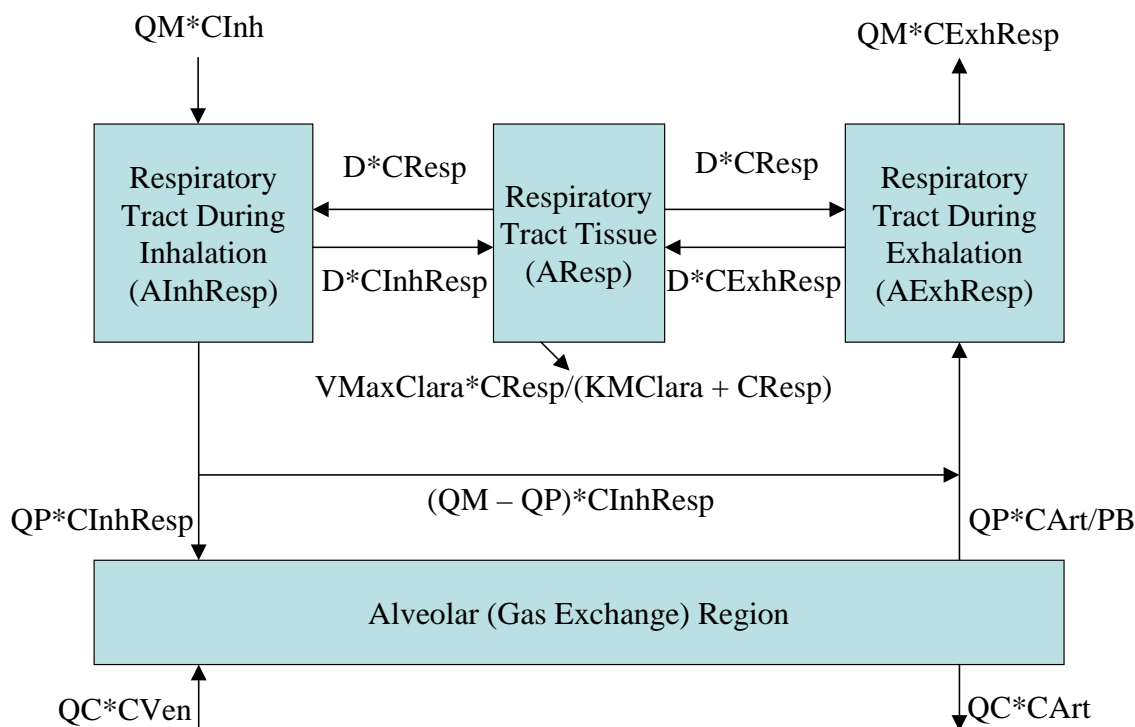 QM*CInh
QM*CExhResp
Respiratory
Tract During
Inhalation
(AInhResp)
D*CResp
D*CInhResp
Respiratory
Tract Tissue
(AResp)
D*CResp
D*CExhResp
Respiratory
Tract During
Exhalation
(AExhResp)
VMaxClara*CResp/(KMClara + CResp)
(QM – QP)*CInhResp
QP*CInhResp
QP*CArt/PB
Alveolar (Gas Exchange) Region
QC*CVen
QC*CArt